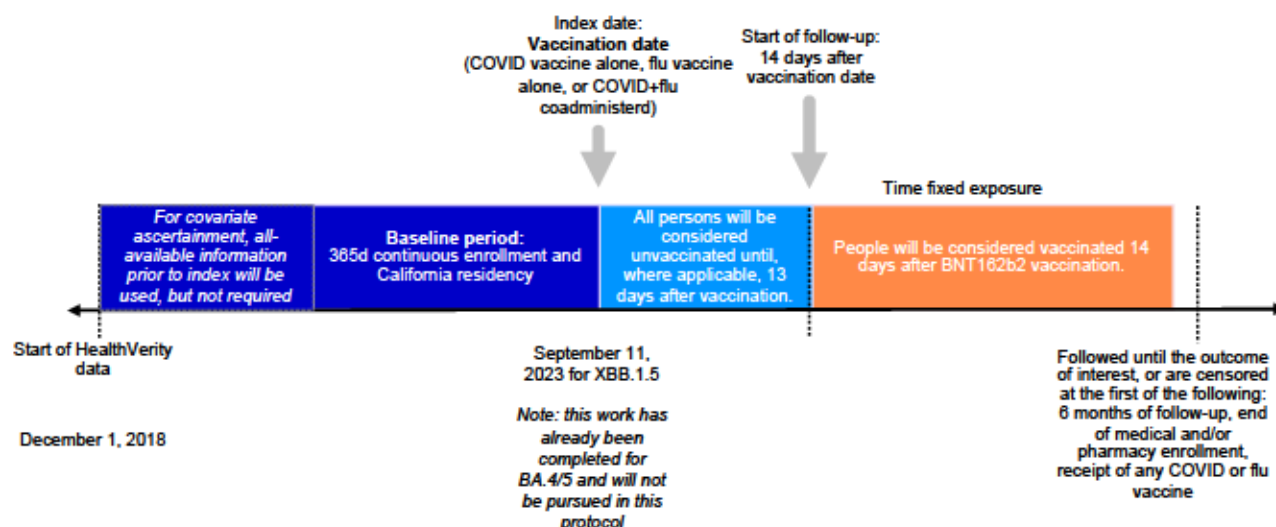 Index date:
Vaccination date
(COVID vaccine alone, flu vaccine
alone, or COVID+flu
coadministerd)
Start of follow-up:
14 days after
vaccination date
Time fixed exposure
For covariate
ascertainment, all-
available information
prior to index will be
used, but not required
Baseline period:
365d continuous enrollment and
California residency
All persons will be
considered
unvaccinated until,
where applicable, 13
days after vaccination.
People will be considered vaccinated 14
days after BNT162b2 vaccination.
Start of HealthVerity
data
December 1, 2018
September 11,
2023 for XBB.1.5
Note: this work has
already been
completed for
BA.4/5 and will not
be pursued in this
protocol
Followed until the outcome
of interest, or are censored
at the first of the following:
6 months of follow-up, end
of medical and/or
pharmacy enrollment,
receipt of any COVID or flu
vaccine